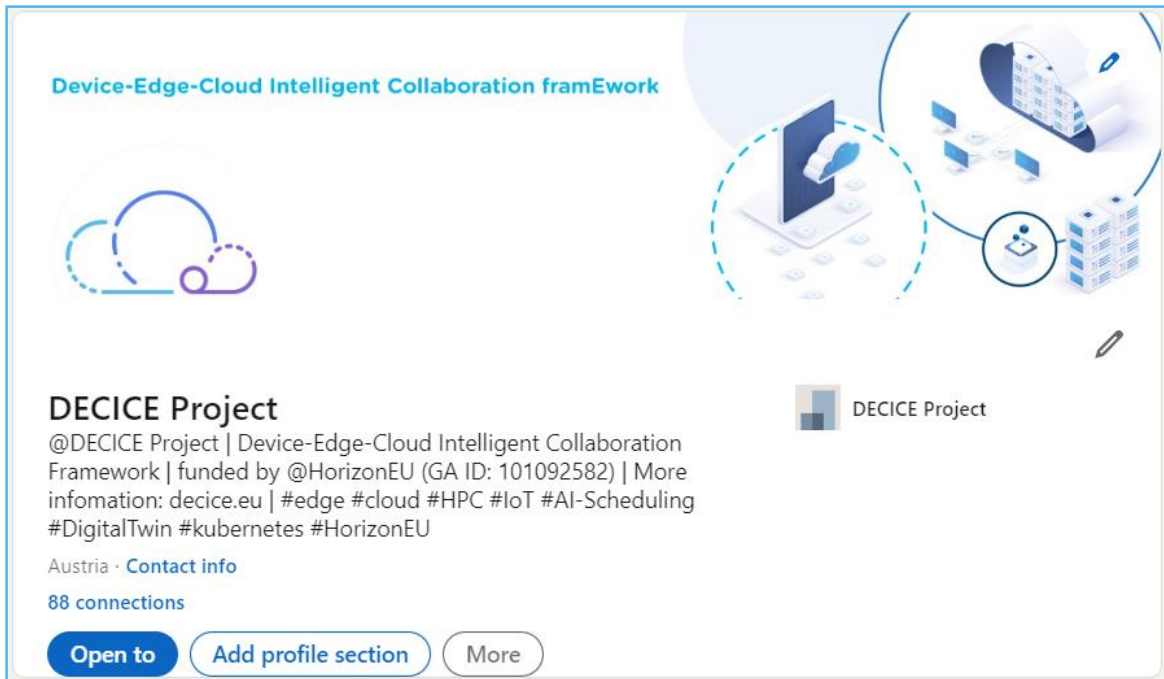 Device-Edge-Cloud Intelligent Collaboration framEwork
DECICE Project
@DECICE Project | Device-Edge-Cloud Intelligent Collaboration
Framework | funded by @HorizonEU (GA ID: 101092582) | More
infomation: decice.eu | #edge #cloud #HPC #IoT #AI-Scheduling
#DigitalTwin #kubernetes #HorizonEU
Austria · Contact info
88 connections
Open to
Add profile section
More
DECICE Project